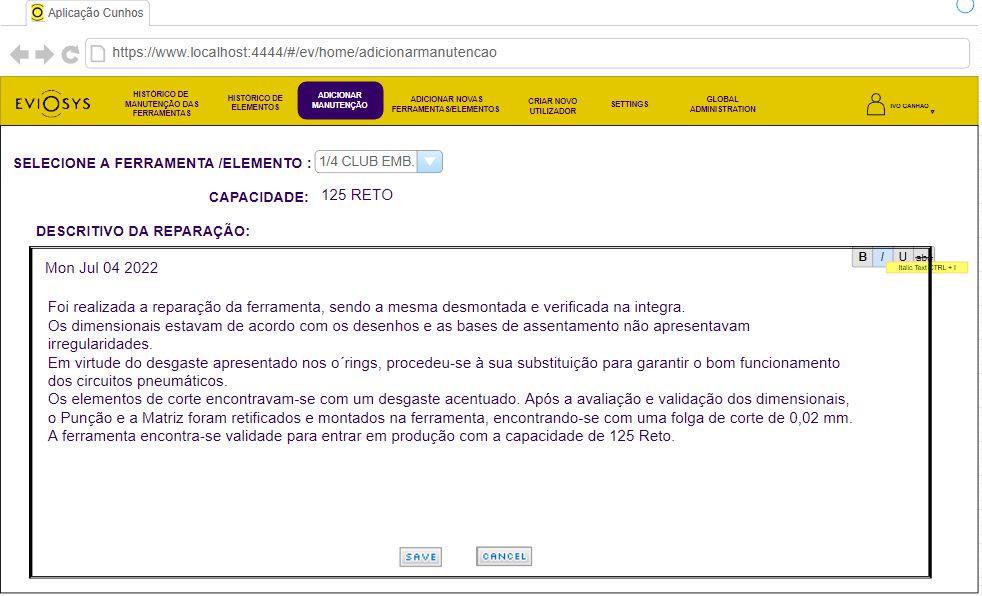 Aplicação Cunhos
https://www.localhost:4444/#/ev/home/adicionarmanutencao
EVIOSYS
HISTÓRICO DE
MANUTENÇÃO DAS
FERRAMENTAS
HISTÓRICO DE
ELEMENTOS
ADICIONAR
MANUTENÇÃO
ADICIONAR NOVAS
FERRAMENTAS/ELEMENTOS
CRIAR NOVO
UTILIZADOR
SETTINGS
GLOBAL
ADMINISTRATION
IVO GANHAO
SELECIONE A FERRAMENTA /ELEMENTO :
1/4 CLUB EMB.
CAPACIDADE: 125 RETO
DESCRITIVO DA REPARAÇÃO:
B I U abc
Italic Text CTRL + I
Mon Jul 04 2022
Foi realizada a reparação da ferramenta, sendo a mesma desmontada e verificada na integra.
Os dimensionais estavam de acordo com os desenhos e as bases de assentamento não apresentavam
irregularidades.
Em virtude do desgaste apresentado nos o´rings, procedeu-se à sua substituição para garantir o bom funcionamento
dos circuitos pneumáticos.
Os elementos de corte encontravam-se com um desgaste acentuado. Após a avaliação e validação dos dimensionais,
o Punção e a Matriz foram retificados e montados na ferramenta, encontrando-se com uma folga de corte de 0,02 mm.
A ferramenta encontra-se validade para entrar em produção com a capacidade de 125 Reto.
SAVE
CANCEL